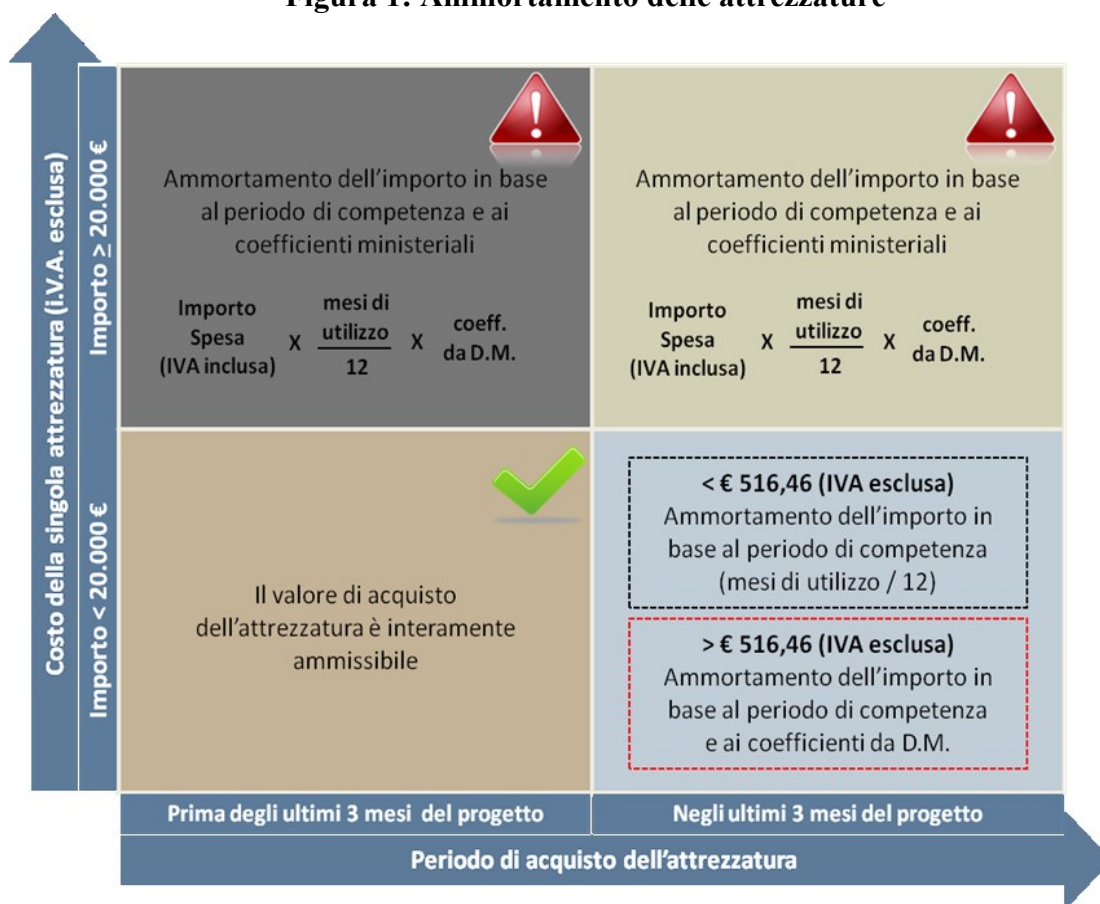 Figura 1: Ammortamento delle attrezzature
Costo della singola attrezzatura (i.V.A. esclusa)
Importo ≥ 20.000 €
Importo < 20.000 €
Ammortamento dell'importo in base
al periodo di competenza e ai
coefficienti ministeriali
Importo
Spesa
(IVA inclusa)
X
mesi di
utilizzo
12
X
coeff.
da D.M.
Ammortamento dell'importo in base
al periodo di competenza e ai
coefficienti ministeriali
Importo
Spesa
(IVA inclusa)
X
mesi di
utilizzo
12
X
coeff.
da D.M.
Il valore di acquisto
dell'attrezzatura è interamente
ammissibile
< € 516,46 (IVA esclusa)
Ammortamento dell'importo in
base al periodo di competenza
(mesi di utilizzo / 12)
> € 516,46 (IVA esclusa)
Ammortamento dell'importo in
base al periodo di competenza
e ai coefficienti da D.M.
Prima degli ultimi 3 mesi del progetto
Negli ultimi 3 mesi del progetto
Periodo di acquisto dell'attrezzatura